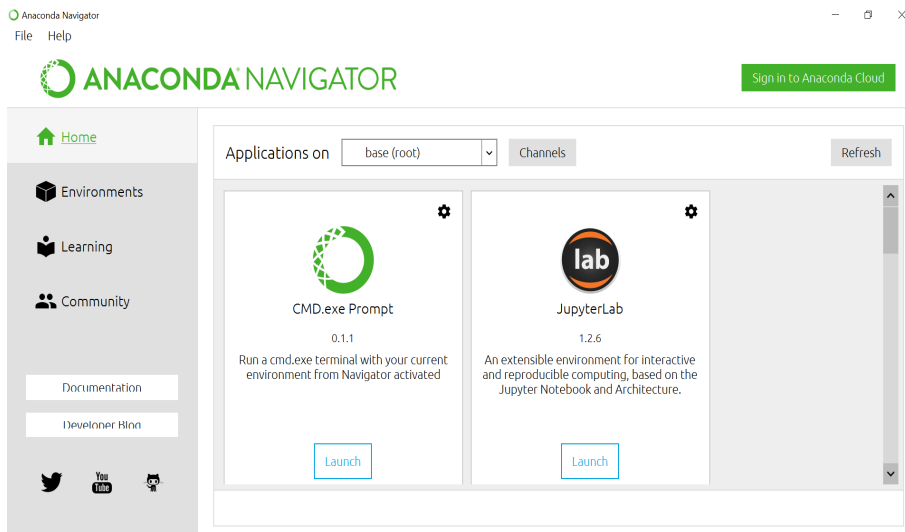 Anaconda Navigator
File Help
ANACONDA NAVIGATOR
Sign in to Anaconda Cloud
Home
Environments
Learning
Community
Documentation
Developer Blog
You
Tube
Applications on base (root) Channels Refresh
CMD.exe Prompt
0.1.1
Run a cmd.exe terminal with your current
environment from Navigator activated
Launch
lab
JupyterLab
1.2.6
An extensible environment for interactive
and reproducible computing, based on the
Jupyter Notebook and Architecture.
Launch